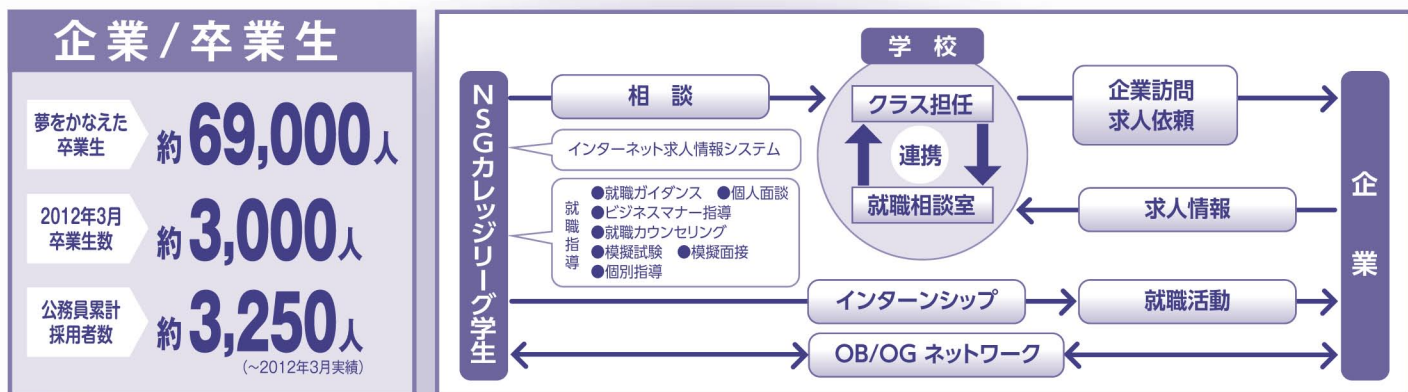 企業/卒業生
夢をかなえた
卒業生
約69,000人
2012年3月
卒業生数
約3,000人
公務員累計
採用者数
約3,250人
(~2012年3月実績)
NSGカレッジリーグ学生
相談
インターネット求人情報システム
就職指導
●就職ガイダンス ●個人面談
●ビジネスマナー指導
●就職カウンセリング
●模擬試験 ●模擬面接
●個別指導
学校
クラス担任
連携
就職相談室
企業訪問
求人依頼
求人情報
インターンシップ
就職活動
OB/OG ネットワーク
企業